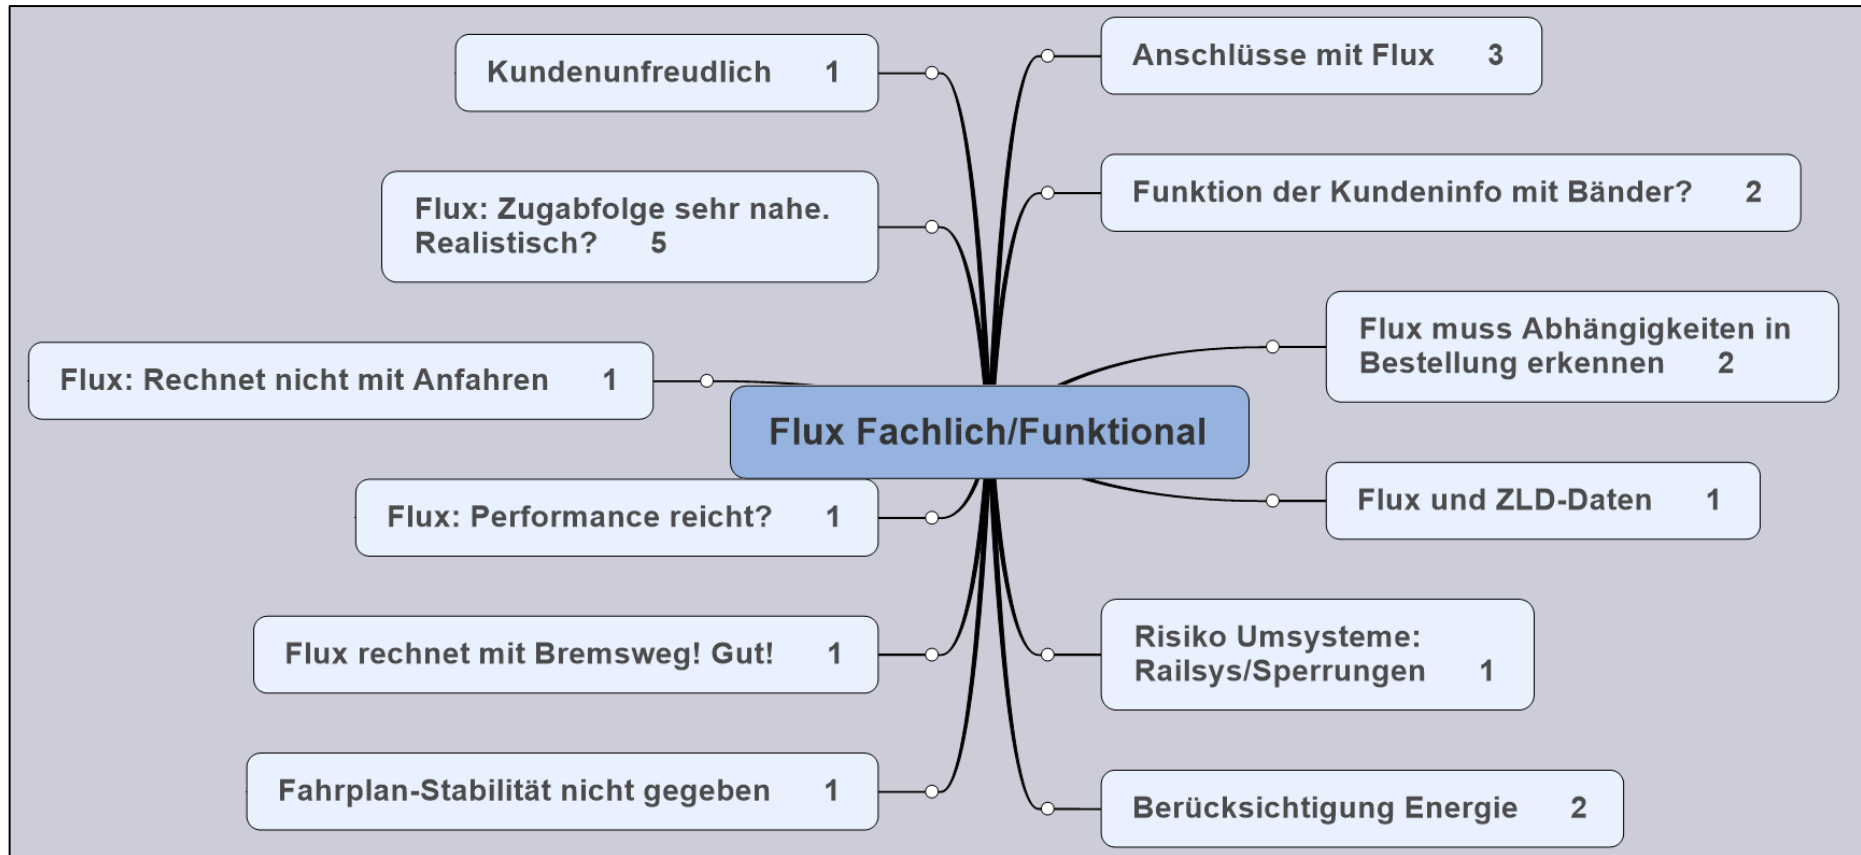 Kundenunfreudlich 1
Flux: Zugabfolge sehr nahe.
Realistisch? 5
Flux: Rechnet nicht mit Anfahren 1
Flux: Performance reicht? 1
Flux rechnet mit Bremsweg! Gut! 1
Fahrplan-Stabilität nicht gegeben 1
Flux Fachlich/Funktional
Anschlüsse mit Flux 3
Funktion der Kundeninfo mit Bänder? 2
Flux muss Abhängigkeiten in
Bestellung erkennen 2
Flux und ZLD-Daten 1
Risiko Umsysteme:
Railsys/Sperrungen 1
Berücksichtigung Energie 2